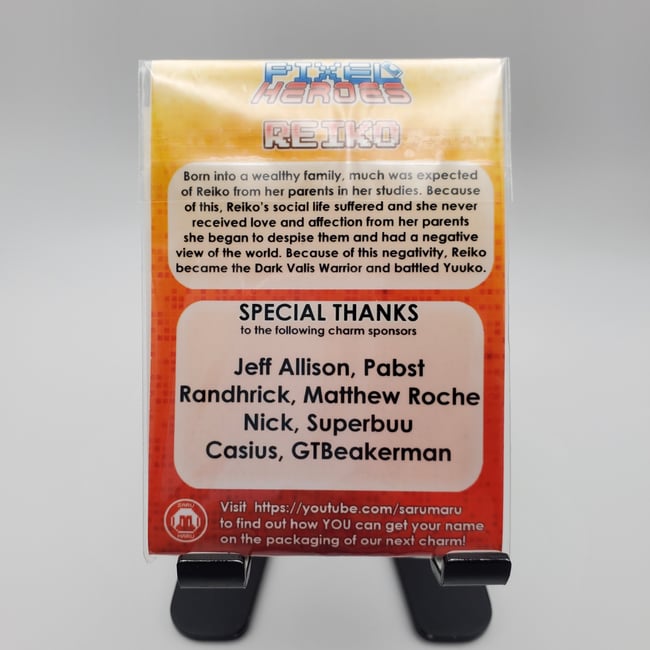 PIXEL
HEROES
REIKO
Born into a wealthy family, much was expected
of Reiko from her parents in her studies. Because
of this, Reiko's social life suffered and she never
received love and affection from her parents
she began to despise them and had a negative
view of the world. Because of this negativity, Reiko
became the Dark Valis Warrior and battled Yuuko.
SPECIAL THANKS
to the following charm sponsors
Jeff Allison, Pabst
Randhrick, Matthew Roche
Nick, Superbuu
Casius, GTBeakerman
SARU
MARU
Visit https://youtube.com/sarumaru
to find out how YOU can get your name
on the packaging of our next charm!